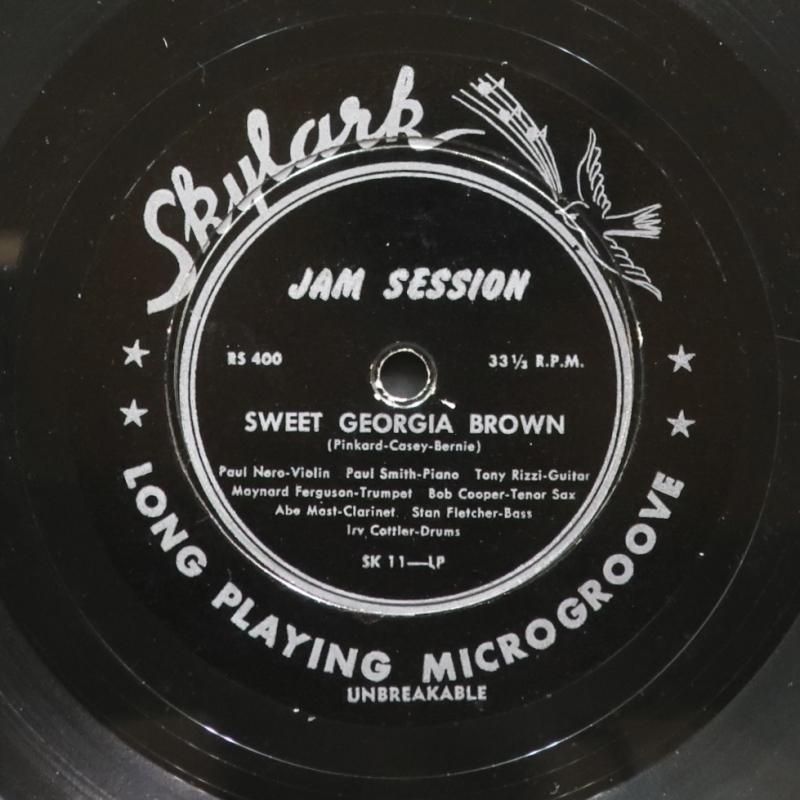 Skylark
JAM SESSION
RS 400
33⅓ R.P.M.
SWEET GEORGIA BROWN
(Pinkard-Casey-Bernie)
Paul Nero-Violin Paul Smith-Piano Tony Rizzi-Guitar
Maynard Ferguson-Trumpet Bob Cooper-Tenor Sax
Abe Most-Clarinet. Stan Fletcher-Bass
Irv Cottler-Drums
SK 11—LP
LONG PLAYING MICROGROOVE
UNBREAKABLE